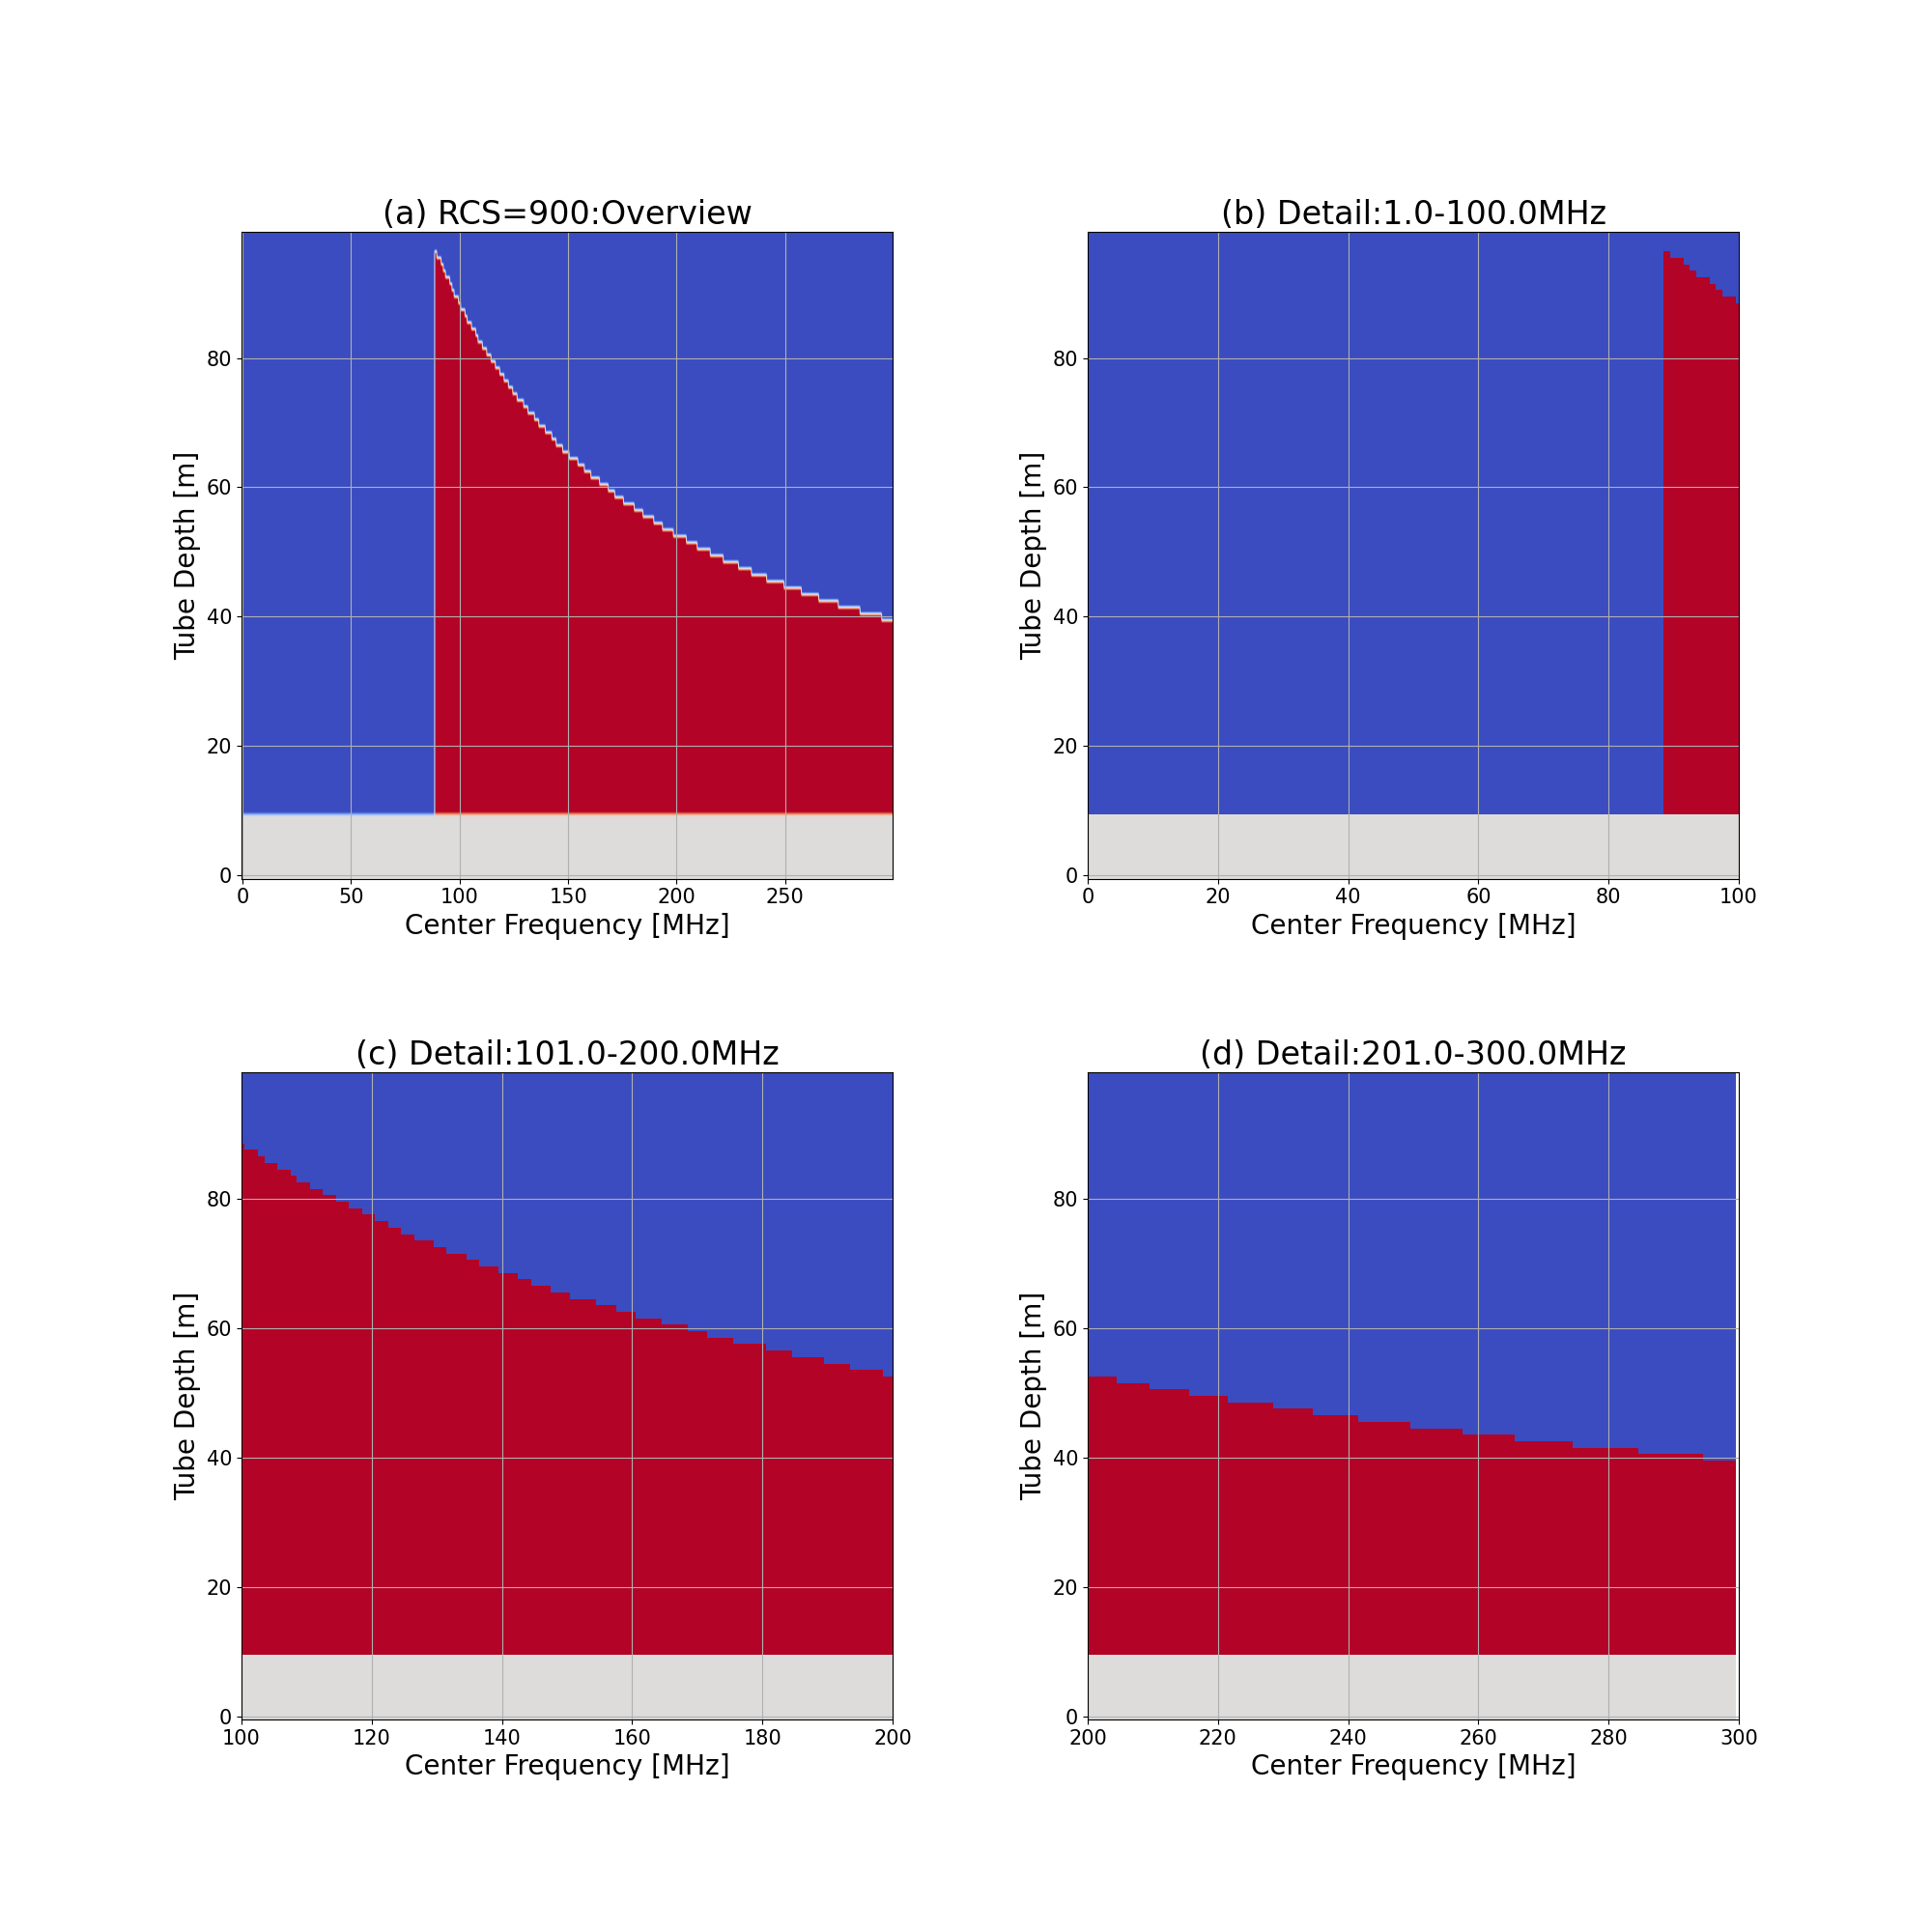 (a) RCS=900:Overview
Tube Depth [m]
80
60
40
20
0
0 50 100 150 200 250
Center Frequency [MHz]
(b) Detail:1.0-100.0MHz
Tube Depth [m]
80
60
40
20
0
0 20 40 60 80 100
Center Frequency [MHz]
(c) Detail:101.0-200.0MHz
Tube Depth [m]
80
60
40
20
0
100 120 140 160 180 200
Center Frequency [MHz]
(d) Detail:201.0-300.0MHz
Tube Depth [m]
80
60
40
20
0
200 220 240 260 280 300
Center Frequency [MHz]